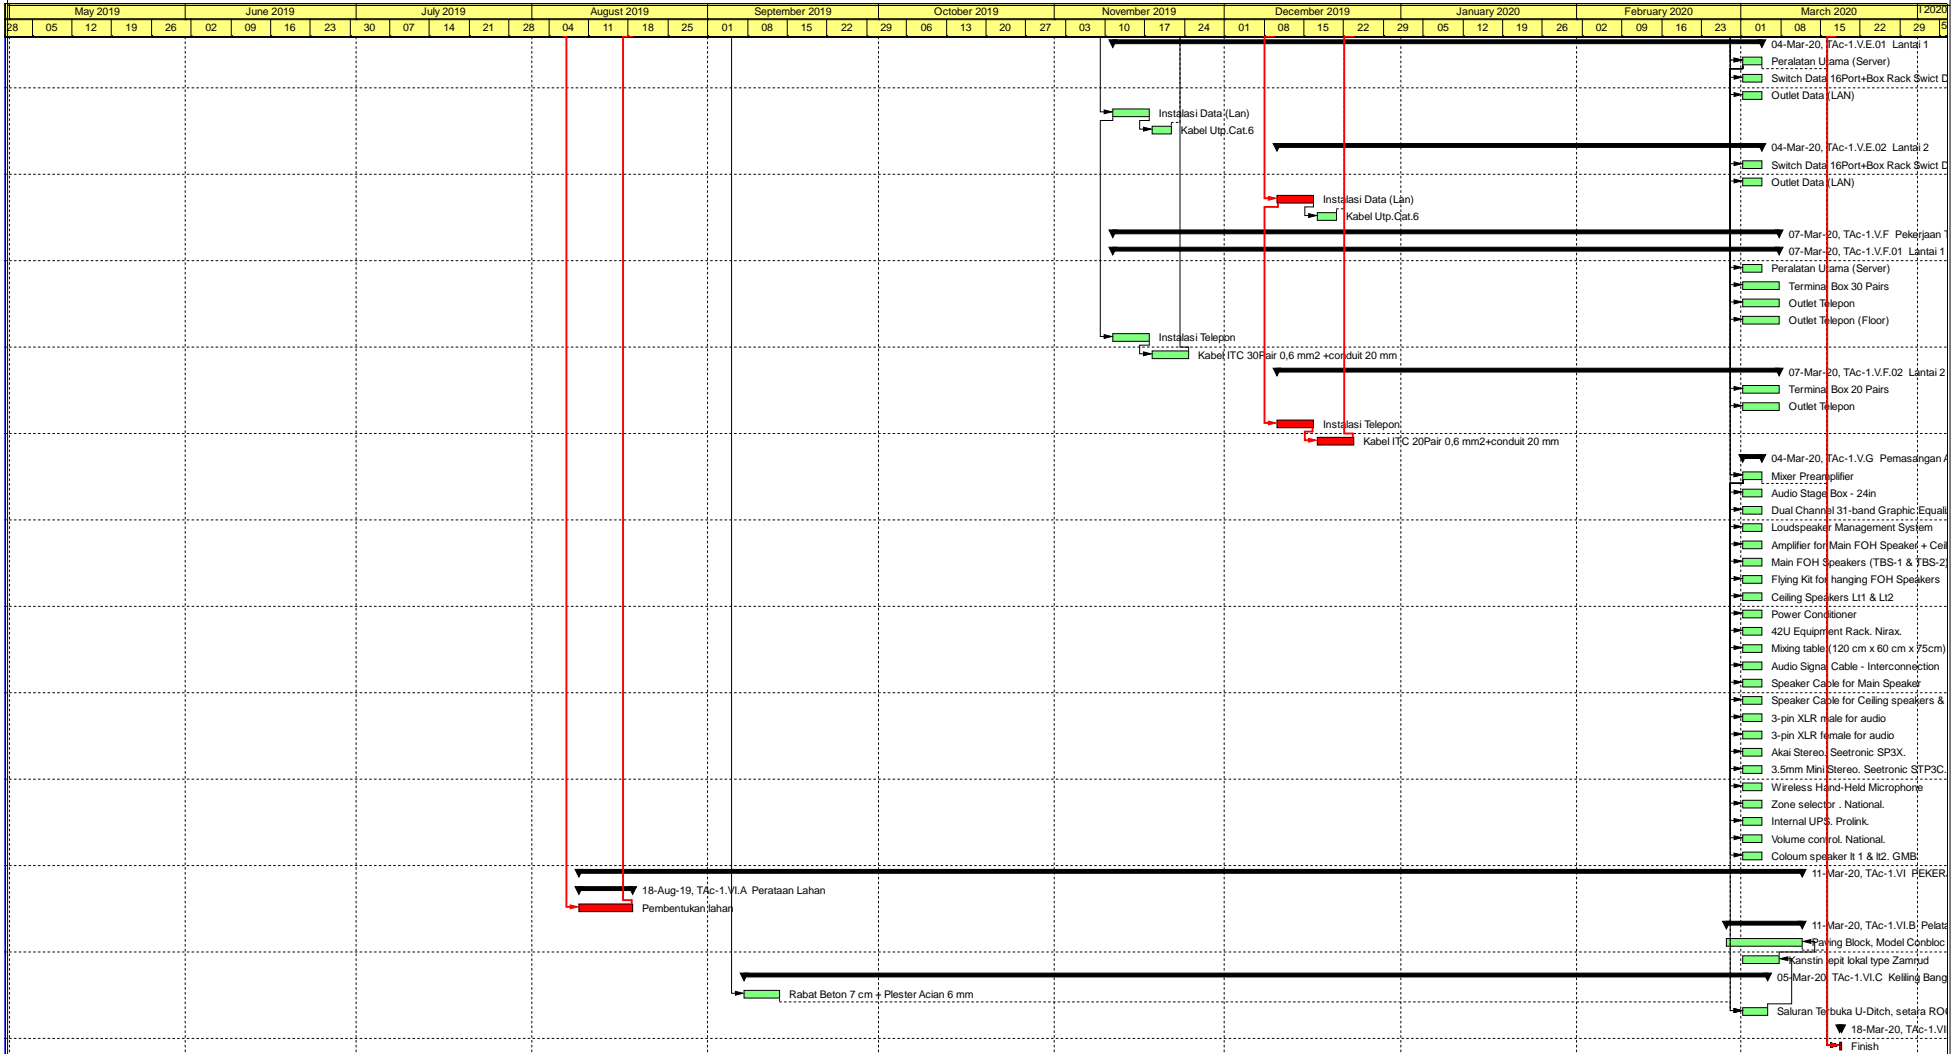 May 2019 June 2019 July 2019 August 2019 September 2019 October 2019 November 2019 December 2019 January 2020 February 2020 March 2020 l 2020
28 05 12 19 26 02 09 16 23 30 07 14 21 28 04 11 18 25 01 08 15 22 29 06 13 20 27 03 10 17 24 01 08 15 22 29 05 12 19 26 02 09 16 23 01 08 15 22 29 5
04-Mar-20, TAc-1.V.E.01 Lantai 1
Peralatan Utama (Server)
Switch Data 16Port+Box Rack Swict D
Outlet Data (LAN)
Instalasi Data (Lan)
Kabel Utp.Cat.6
04-Mar-20, TAc-1.V.E.02 Lantai 2
Switch Data 16Port+Box Rack Swict D
Outlet Data (LAN)
Instalasi Data (Lan)
Kabel Utp.Cat.6
07-Mar-20, TAc-1.V.F Pekerjaan T
07-Mar-20, TAc-1.V.F.01 Lantai 1
Peralatan Utama (Server)
Terminal Box 30 Pairs
Outlet Telepon
Outlet Telepon (Floor)
Instalasi Telepon
Kabel ITC 30Pair 0,6 mm2 +conduit 20 mm
07-Mar-20, TAc-1.V.F.02 Lantai 2
Terminal Box 20 Pairs
Outlet Telepon
Instalasi Telepon
Kabel ITC 20Pair 0,6 mm2+conduit 20 mm
04-Mar-20, TAc-1.V.G Pemasangan A
Mixer Preamplifier
Audio Stage Box - 24in
Dual Channel 31-band Graphic Equali
Loudspeaker Management System
Amplifier for Main FOH Speaker + Ceil
Main FOH Speakers (TBS-1 & TBS-2)
Flying Kit for hanging FOH Speakers
Ceiling Speakers Lt1 & Lt2
Power Conditioner
42U Equipment Rack. Nirax.
Mixing table (120 cm x 60 cm x 75cm)
Audio Signal Cable - Interconnection
Speaker Cable for Main Speaker
Speaker Cable for Ceiling speakers &
3-pin XLR male for audio
3-pin XLR female for audio
Akai Stereo. Seetronic SP3X.
3.5mm Mini Stereo. Seetronic STP3C.
Wireless Hand-Held Microphone
Zone selector . National.
Internal UPS. Prolink.
Volume control. National.
Coloum speaker lt 1 & lt2. GMB
11-Mar-20, TAc-1.VI PEKER
18-Aug-19, TAc-1.VI.A Perataan Lahan
Pembentukan lahan
11-Mar-20, TAc-1.VI.B Pelata
Paving Block, Model Conbloc
Kanstin jepit lokal type Zamrud
05-Mar-20, TAc-1.VI.C Keliling Bang
Rabat Beton 7 cm + Plester Acian 6 mm
Saluran Terbuka U-Ditch, setara ROC
18-Mar-20, TAc-1.VI
Finish